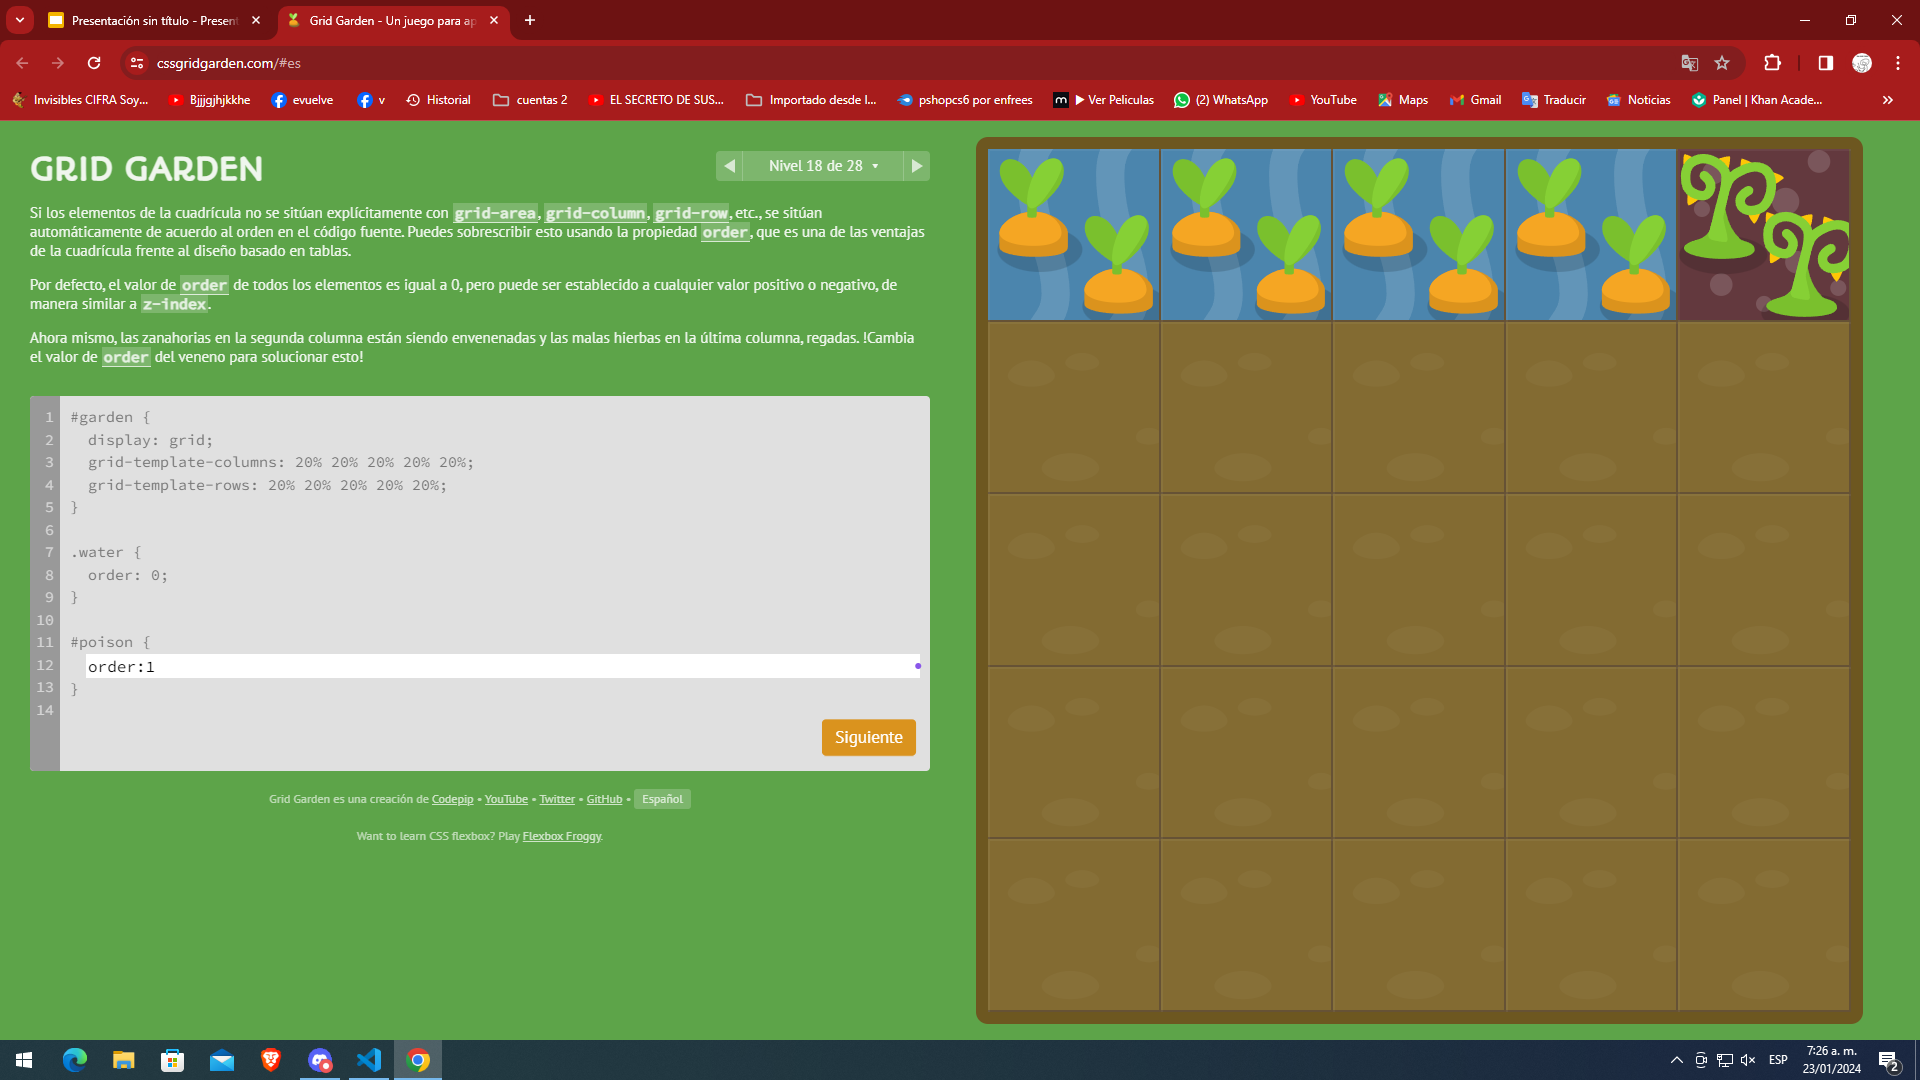 Presentación sin título - Present
Grid Garden - Un juego para ap
cssgridgarden.com/#es
Invisibles CIFRA Soy...
Bjjjgjhjkkhe
evuelve
v
Historial
cuentas 2
EL SECRETO DE SUS...
Importado desde l...
pshopcs6 por enfrees
m
Ver Peliculas
(2) WhatsApp
YouTube
Maps
Gmail
Traducir
Noticias
Panel | Khan Acade...
GRID GARDEN
Nivel 18 de 28
Si los elementos de la cuadrícula no se sitúan explícitamente con grid-area, grid-column, grid-row, etc., se sitúan
automáticamente de acuerdo al orden en el código fuente. Puedes sobrescribir esto usando la propiedad order, que es una de las ventajas
de la cuadrícula frente al diseño basado en tablas.
Por defecto, el valor de order de todos los elementos es igual a 0, pero puede ser establecido a cualquier valor positivo o negativo, de
manera similar a z-index.
Ahora mismo, las zanahorias en la segunda columna están siendo envenenadas y las malas hierbas en la última columna, regadas. !Cambia
el valor de order del veneno para solucionar esto!
1 #garden {
2 display: grid;
3 grid-template-columns: 20% 20% 20% 20% 20%;
4 grid-template-rows: 20% 20% 20% 20% 20%;
5 }
6
7 .water {
8 order: 0;
9 }
10
11 #poison {
12 order:1
13 }
14
Siguiente
Grid Garden es una creación de Codepip • YouTube • Twitter • GitHub • Español
Want to learn CSS flexbox? Play Flexbox Froggy.
ESP
7:26 a. m.
23/01/2024
2